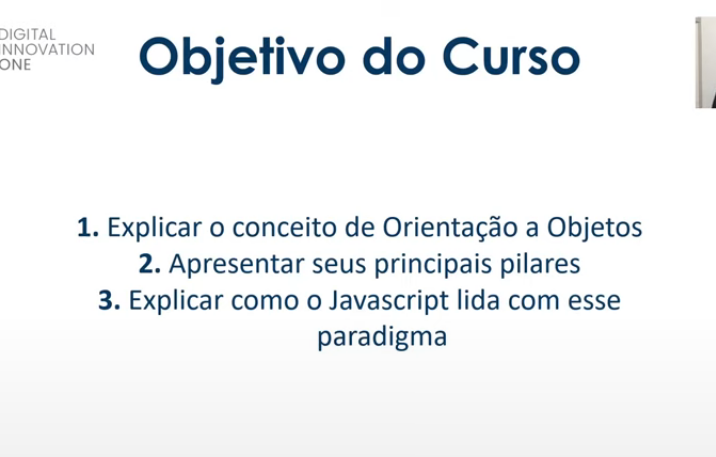 DIGITAL
INNOVATION
ONE
Objetivo do Curso
1. Explicar o conceito de Orientação a Objetos
2. Apresentar seus principais pilares
3. Explicar como o Javascript lida com esse
paradigma